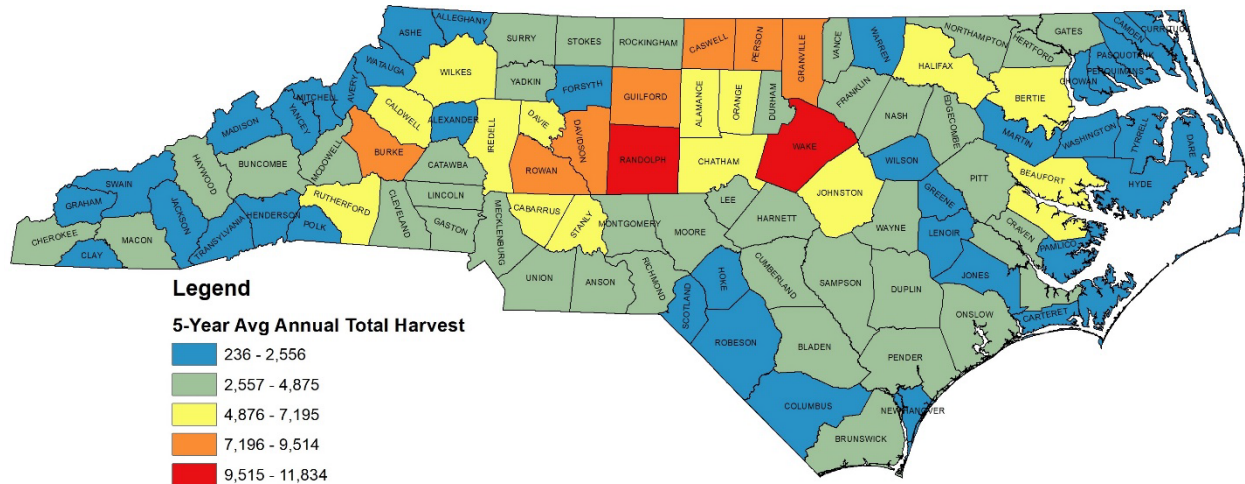 ALLEGHANY
ASHE
SURRY
STOKES
ROCKINGHAM
CASWELL
PERSON
GRANVILLE
VANCE
WARREN
NORTHAMPTON
HERTFORD
GATES
CAMDEN
CURRITUCK
PASQUOTANK
PERQUIMANS
CHOWAN
WATAUGA
WILKES
YADKIN
FORSYTH
GUILFORD
ALAMANCE
ORANGE
DURHAM
FRANKLIN
HALIFAX
BERTIE
MITCHELL
AVERY
YANCEY
MADISON
CALDWELL
ALEXANDER
IREDELL
DAVIE
DAVIDSON
RANDOLPH
CHATHAM
WAKE
NASH
EDGECOMBE
MARTIN
WASHINGTON
TYRRELL
DARE
HAYWOOD
BUNCOMBE
MCDOWELL
BURKE
CATAWBA
ROWAN
WILSON
PITT
BEAUFORT
HYDE
SWAIN
GRAHAM
JACKSON
TRANSYLVANIA
HENDERSON
POLK
RUTHERFORD
CLEVELAND
LINCOLN
GASTON
MECKLENBURG
CABARRUS
STANLY
MONTGOMERY
MOORE
LEE
HARNETT
JOHNSTON
WAYNE
GREENE
LENOIR
CRAVEN
PAMLICO
CHEROKEE
MACON
CLAY
UNION
ANSON
RICHMOND
SCOTLAND
HOKE
CUMBERLAND
SAMPSON
DUPLIN
JONES
ONSLOW
CARTERET
ROBESON
BLADEN
PENDER
COLUMBUS
NEW HANOVER
BRUNSWICK
Legend
5-Year Avg Annual Total Harvest
236 - 2,556
2,557 - 4,875
4,876 - 7,195
7,196 - 9,514
9,515 - 11,834